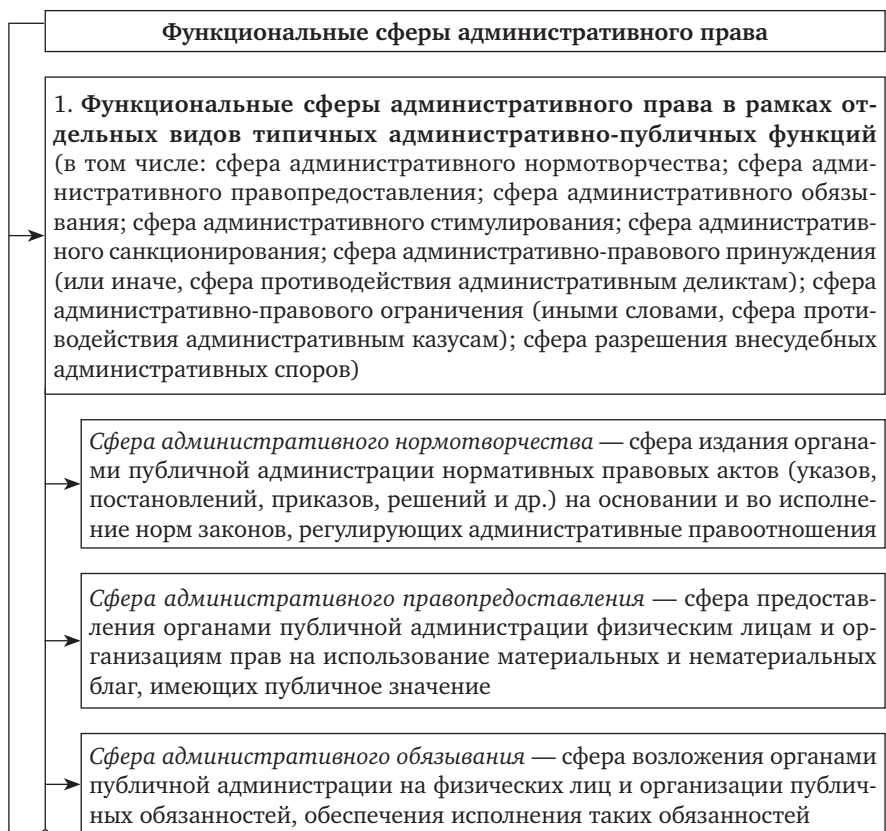 Функциональные сферы административного права
1. Функциональные сферы административного права в рамках от-
дельных видов типичных административно-публичных функций
(в том числе: сфера административного нормотворчества; сфера адми-
нистративного правопредоставления; сфера административного обязы-
вания; сфера административного стимулирования; сфера административ-
ного санкционирования; сфера административно-правового принуждения
(или иначе, сфера противодействия административным деликтам); сфера
административно-правового ограничения (иными словами, сфера проти-
водействия административным казусам); сфера разрешения внесудебных
административных споров)
Сфера административного нормотворчества — сфера издания органа-
ми публичной администрации нормативных правовых актов (указов,
постановлений, приказов, решений и др.) на основании и во исполне-
ние норм законов, регулирующих административные правоотношения
Сфера административного правопредоставления — сфера предостав-
ления органами публичной администрации физическим лицам и ор-
ганизациям прав на использование материальных и нематериальных
благ, имеющих публичное значение
Сфера административного обязывания — сфера возложения органами
публичной администрации на физических лиц и организации публич-
ных обязанностей, обеспечения исполнения таких обязанностей